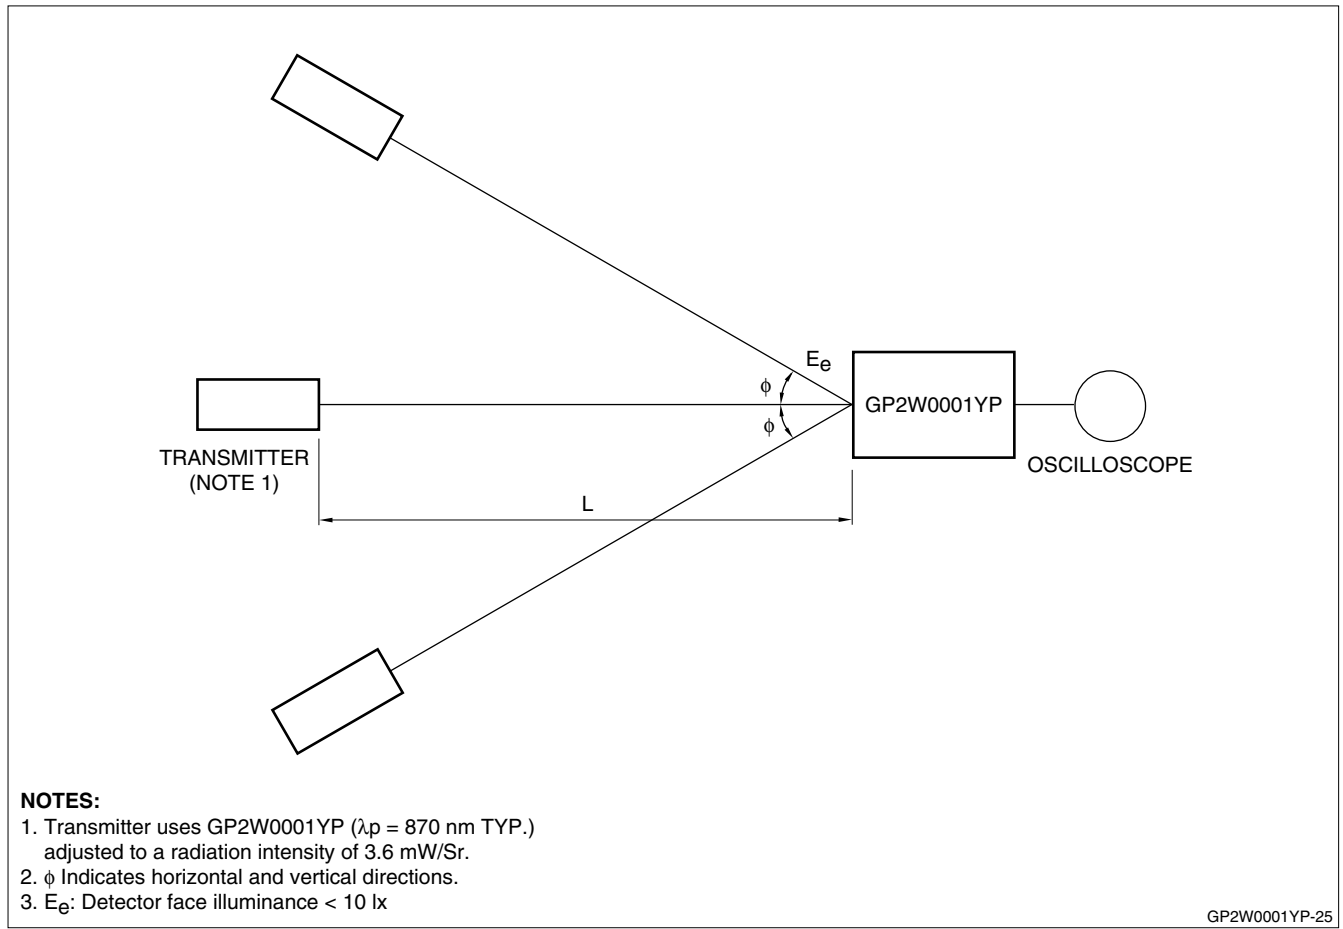 Ee
ϕ
GP2W0001YP
ϕ
TRANSMITTER
(NOTE 1)
OSCILLOSCOPE
L
NOTES:
1. Transmitter uses GP2W0001YP (λp = 870 nm TYP.)
adjusted to a radiation intensity of 3.6 mW/Sr.
2. ϕ Indicates horizontal and vertical directions.
3. Ee: Detector face illuminance < 10 lx
GP2W0001YP-25